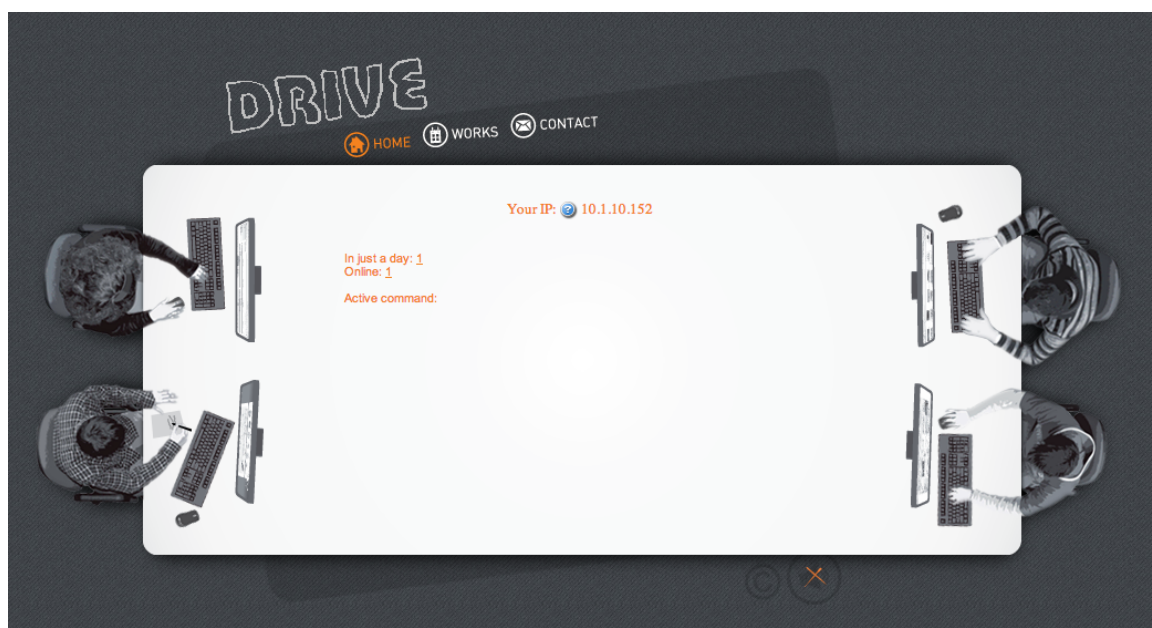 DRIVE
HOME WORKS CONTACT
Your IP: ? 10.1.10.152
In just a day: 1
Online: 1
Active command:
©